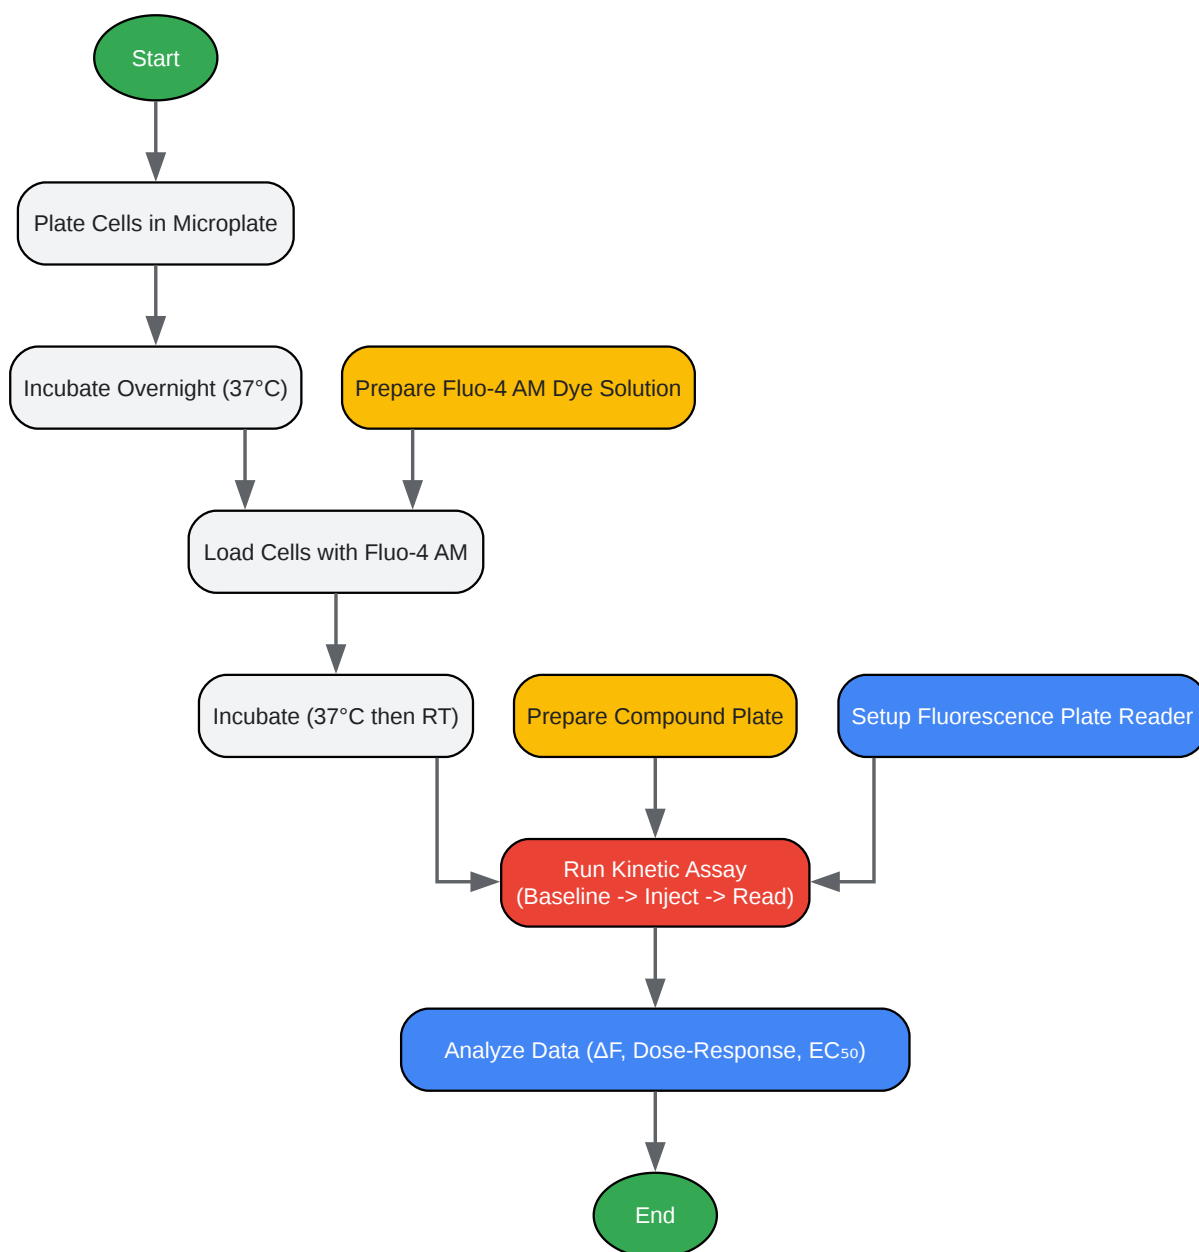 Start
Plate Cells in Microplate
Incubate Overnight (37°C)
Prepare Fluo-4 AM Dye Solution
Load Cells with Fluo-4 AM
Incubate (37°C then RT)
Prepare Compound Plate
Setup Fluorescence Plate Reader
Run Kinetic Assay
(Baseline -> Inject -> Read)
Analyze Data (ΔF, Dose-Response, EC₅₀)
End